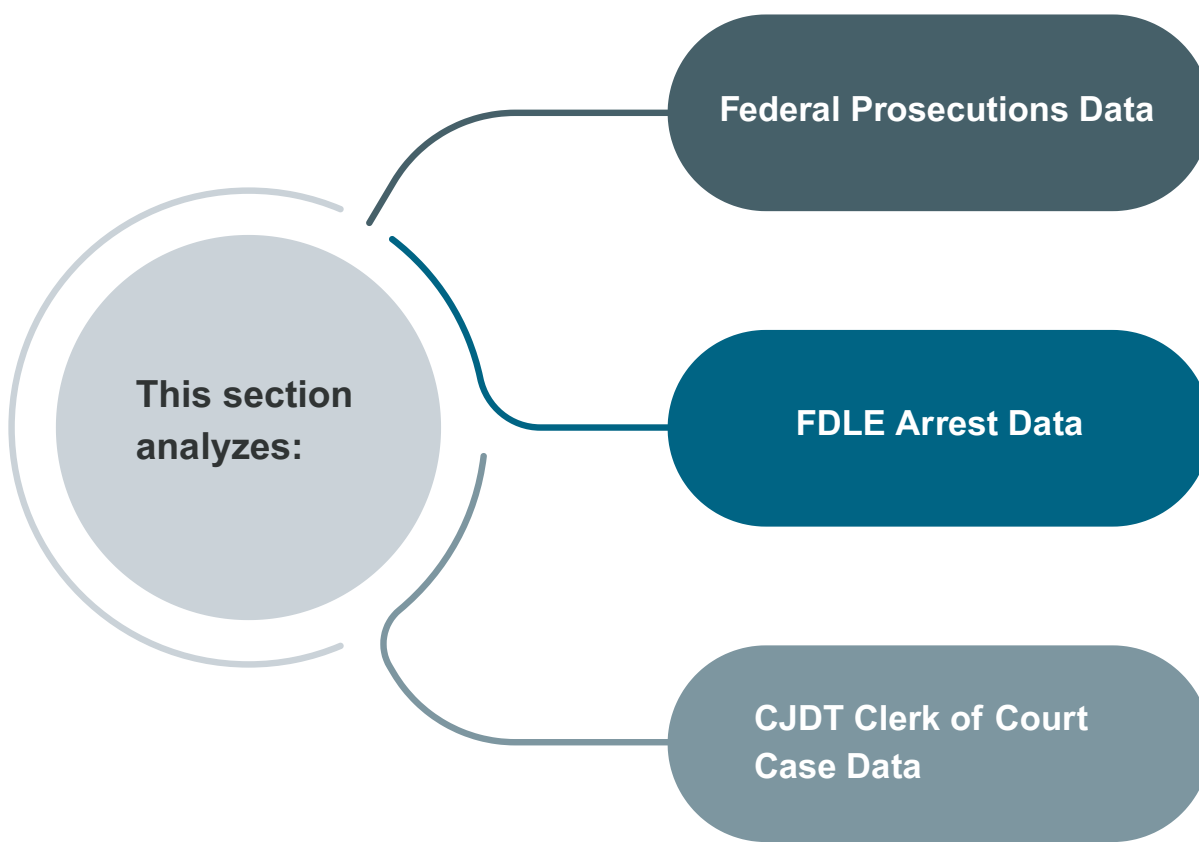 Federal Prosecutions Data
This section
analyzes:
FDLE Arrest Data
CJDT Clerk of Court
Case Data